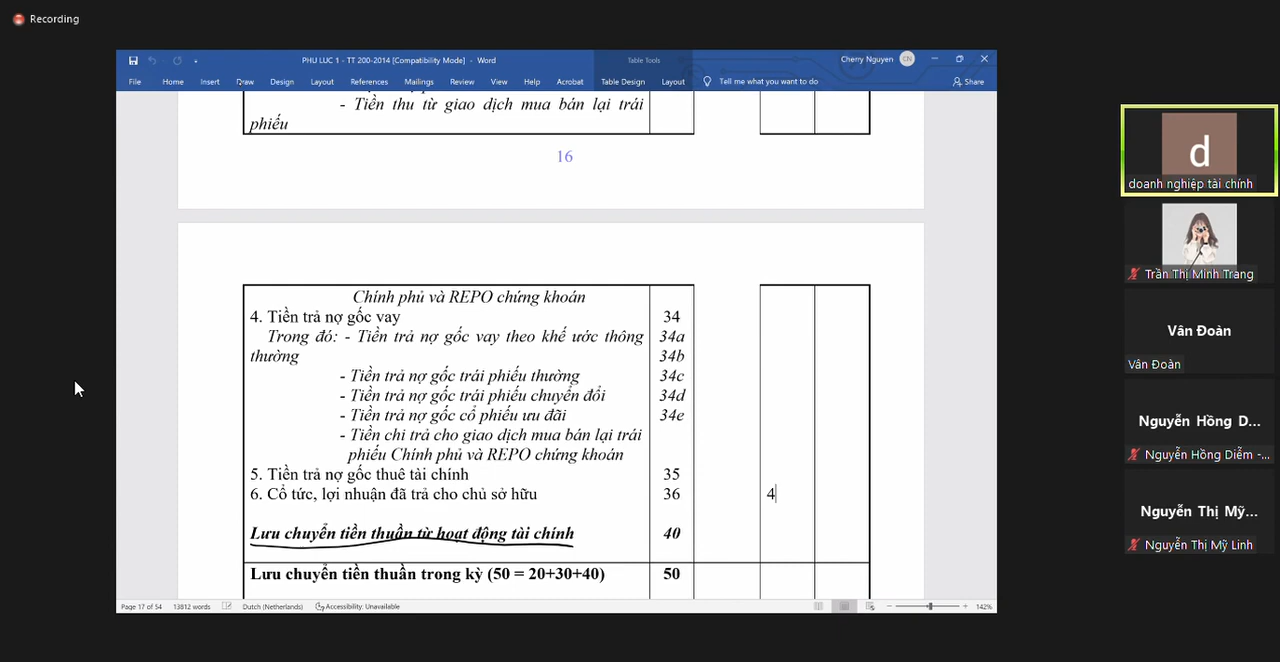 Recording
PHU LUC 1 - TT 200-2014 [Compatibility Mode] - Word
Table Tools
Cherry Nguyen
CN
File Home Insert Draw Design Layout References Mailings Review View Help Acrobat Table Design Layout Tell me what you want to do Share
- Tiền thu từ giao dịch mua bán lại trái
phiếu
16
Chính phủ và REPO chứng khoán
4. Tiền trả nợ gốc vay 34
Trong đó: - Tiền trả nợ gốc vay theo khế ước thông 34a
thường 34b
- Tiền trả nợ gốc trái phiếu thường 34c
- Tiền trả nợ gốc trái phiếu chuyển đổi 34d
- Tiền trả nợ gốc cổ phiếu ưu đãi 34e
- Tiền chi trả cho giao dịch mua bán lại trái
phiếu Chính phủ và REPO chứng khoán
5. Tiền trả nợ gốc thuê tài chính 35
6. Cổ tức, lợi nhuận đã trả cho chủ sở hữu 36 4
Lưu chuyển tiền thuần từ hoạt động tài chính 40
Lưu chuyển tiền thuần trong kỳ (50 = 20+30+40) 50
Page 17 of 54 13812 words Dutch (Netherlands) Accessibility: Unavailable 142%
d
doanh nghiệp tài chính
Trần Thị Minh Trang
Vân Đoàn
Vân Đoàn
Nguyễn Hồng D...
Nguyễn Hồng Diễm -...
Nguyễn Thị Mỹ...
Nguyễn Thị Mỹ Linh